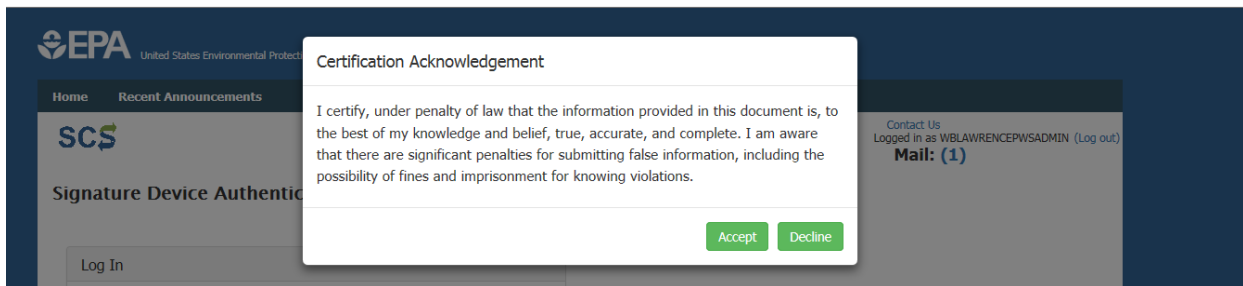 EPA United States Environmental Protecti
Certification Acknowledgement
Home Recent Announcements
I certify, under penalty of law that the information provided in this document is, to
the best of my knowledge and belief, true, accurate, and complete. I am aware
that there are significant penalties for submitting false information, including the
possibility of fines and imprisonment for knowing violations.
SCS
Contact Us
Logged in as WBLAWRENCEPWSADMIN (Log out)
Mail: (1)
Signature Device Authentic
Accept Decline
Log In